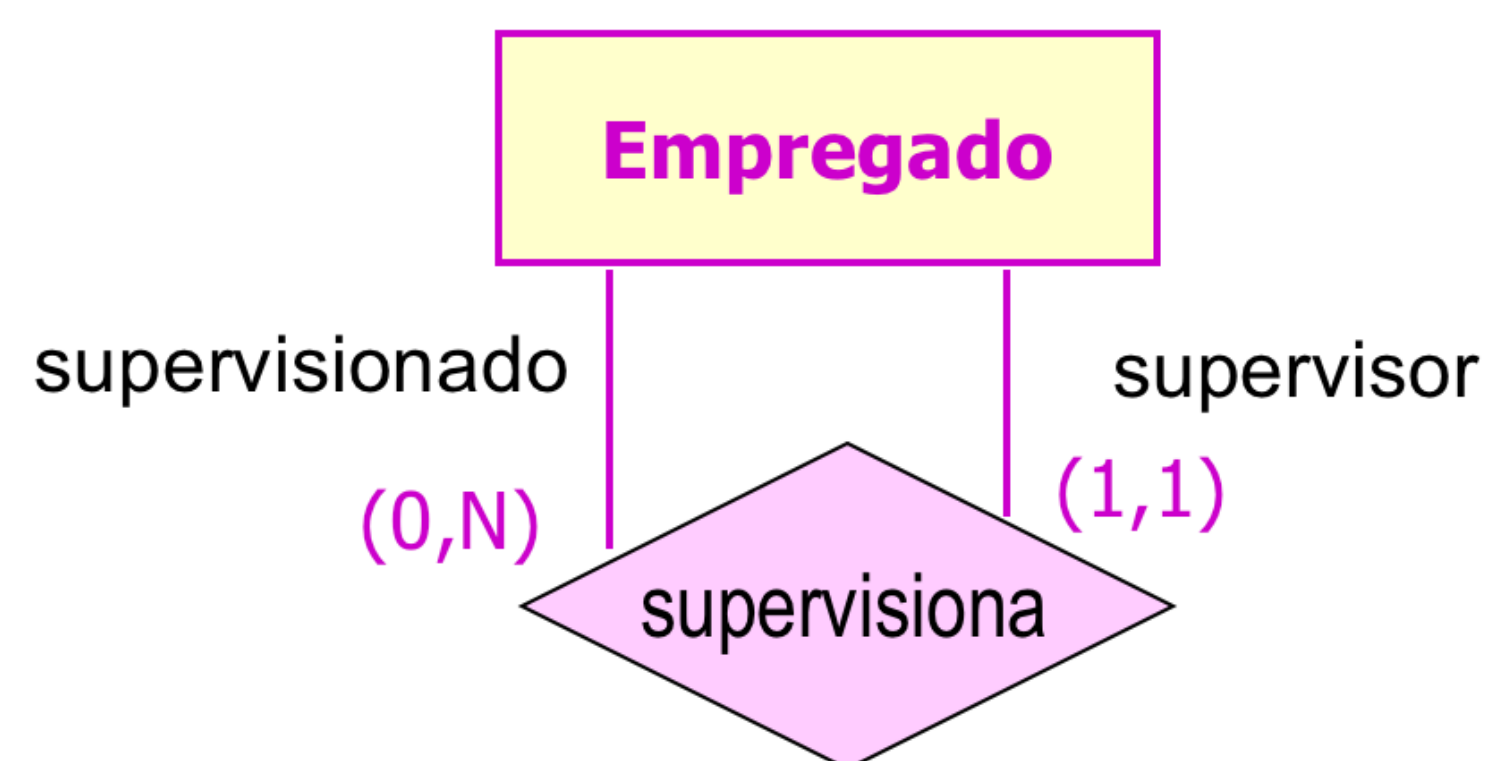 Empregado
supervisionado
supervisor
(0,N)
(1,1)
supervisiona